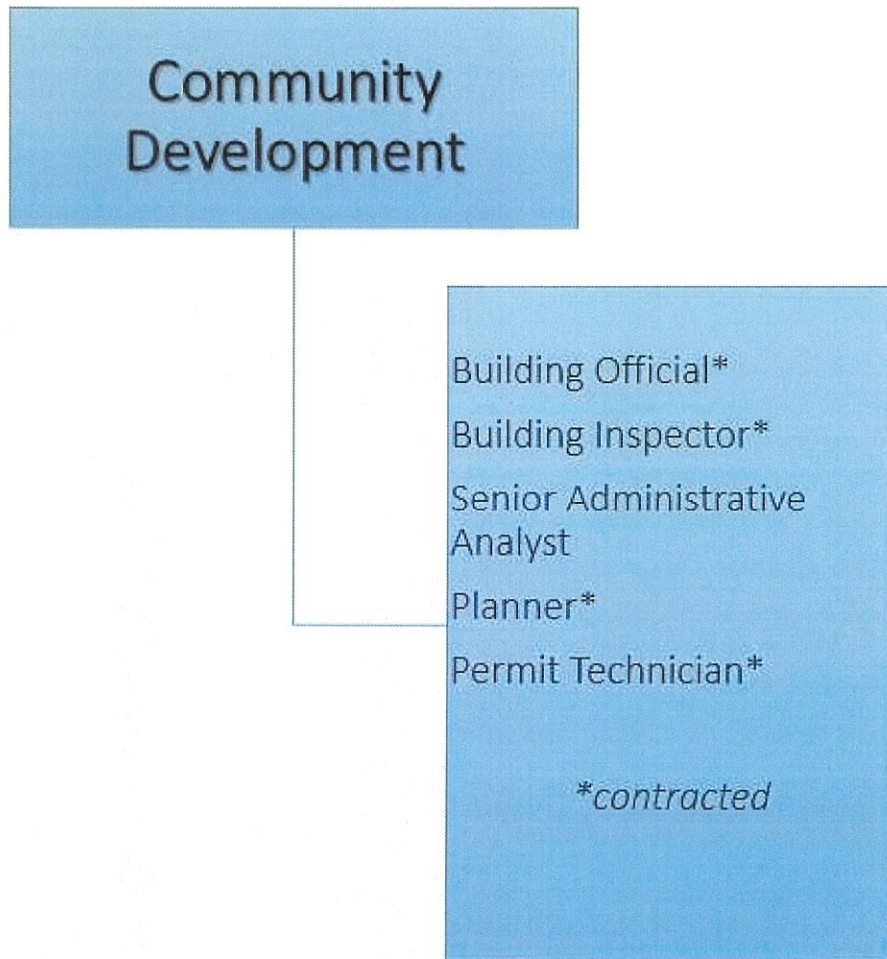 Community
Development
Building Official*
Building Inspector*
Senior Administrative
Analyst
Planner*
Permit Technician*
*contracted